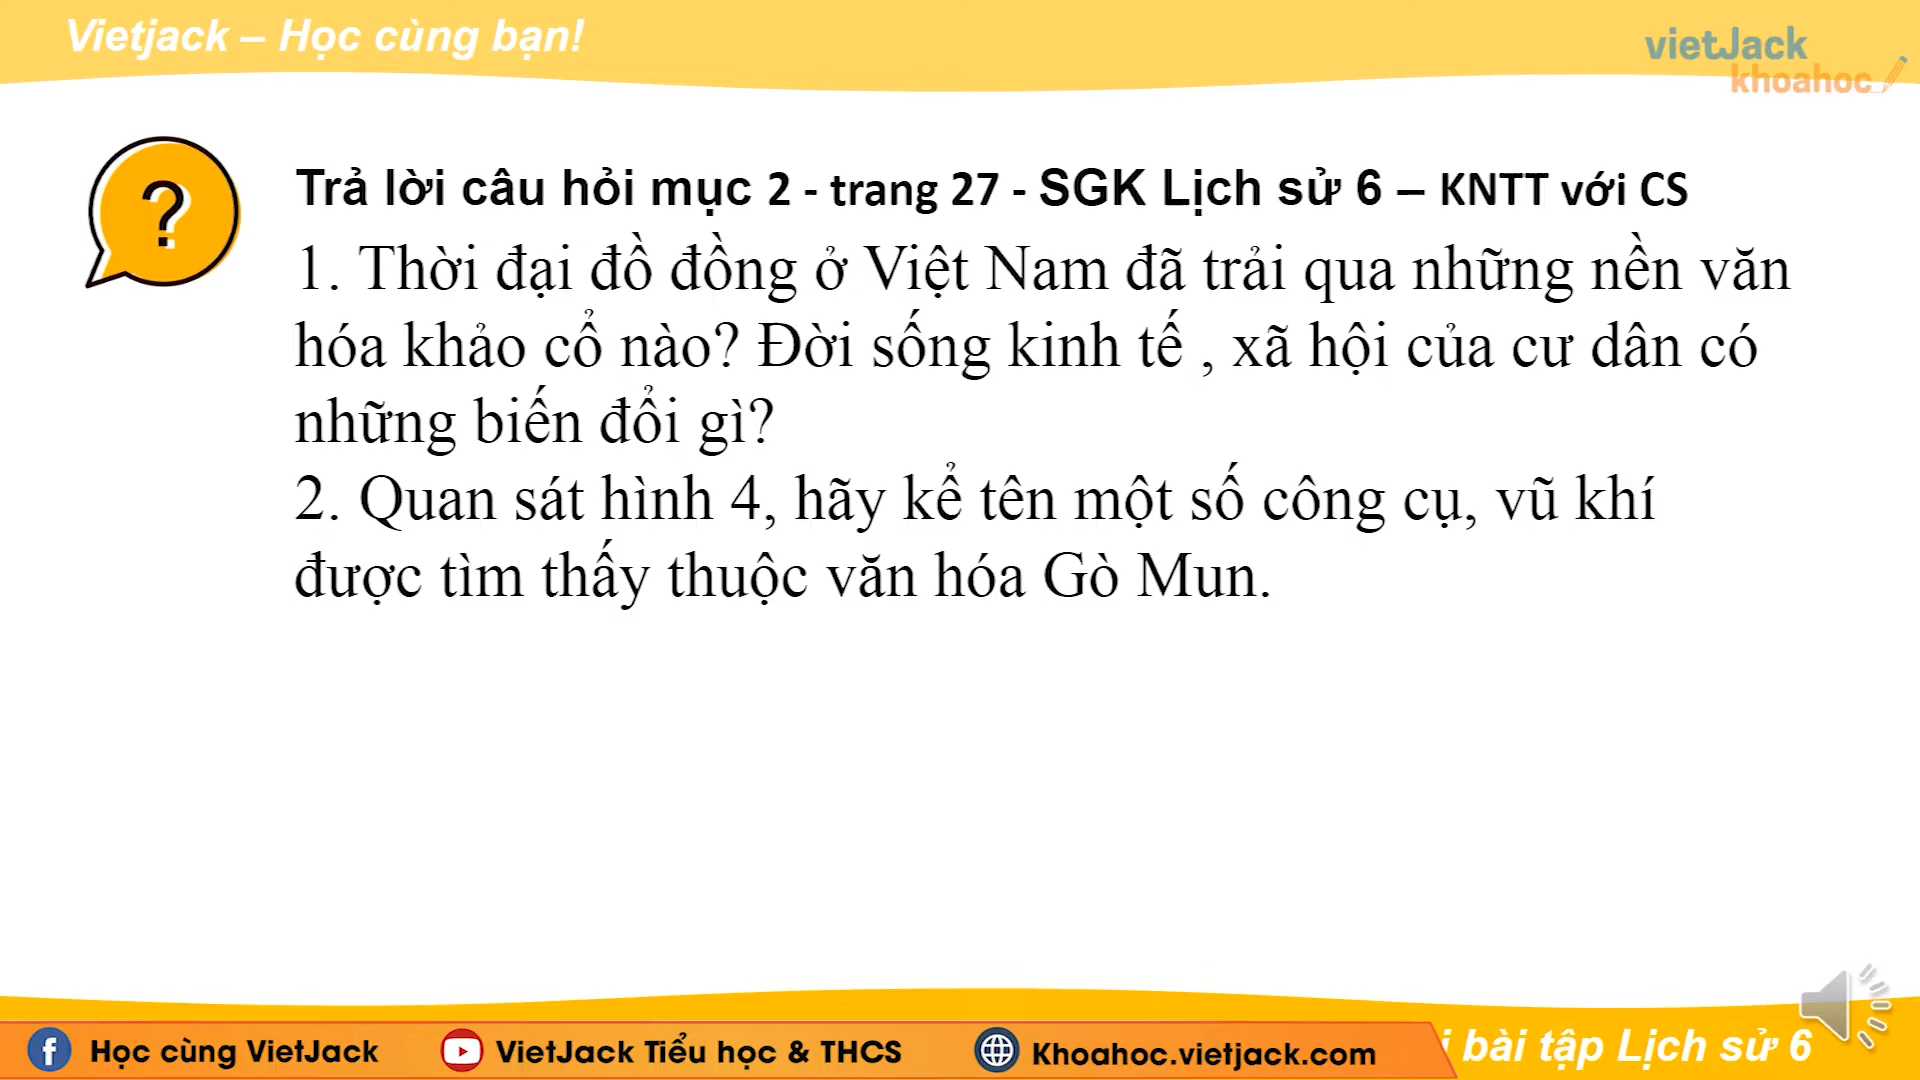 Vietjack – Học cùng bạn!
vietJack
khoahoc
?
Trả lời câu hỏi mục 2 - trang 27 - SGK Lịch sử 6 – KNTT với CS
1. Thời đại đồ đồng ở Việt Nam đã trải qua những nền văn
hóa khảo cổ nào? Đời sống kinh tế , xã hội của cư dân có
những biến đổi gì?
2. Quan sát hình 4, hãy kể tên một số công cụ, vũ khí
được tìm thấy thuộc văn hóa Gò Mun.
Học cùng VietJack
VietJack Tiểu học & THCS
Khoahoc.vietjack.com
i bài tập Lịch sử 6